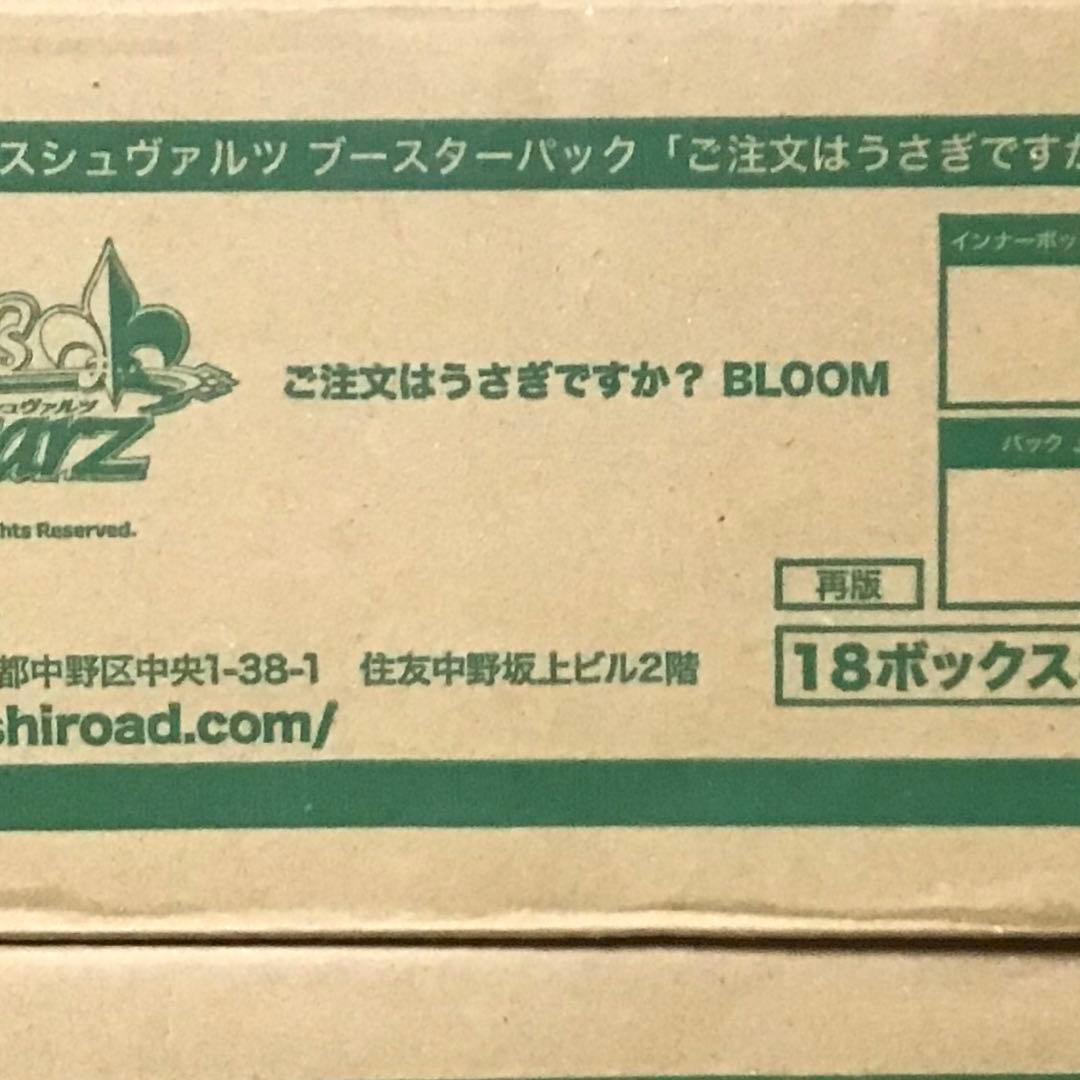 スシュヴァルツ ブースターパック「ご注文はうさぎですか
インナーボッ
ご注文はうさぎですか? BLOOM
シュヴァルツ
arz
パック
hts Reserved.
再版
都中野区中央1-38-1 住友中野坂上ビル2階
18ボックス
shiroad.com/